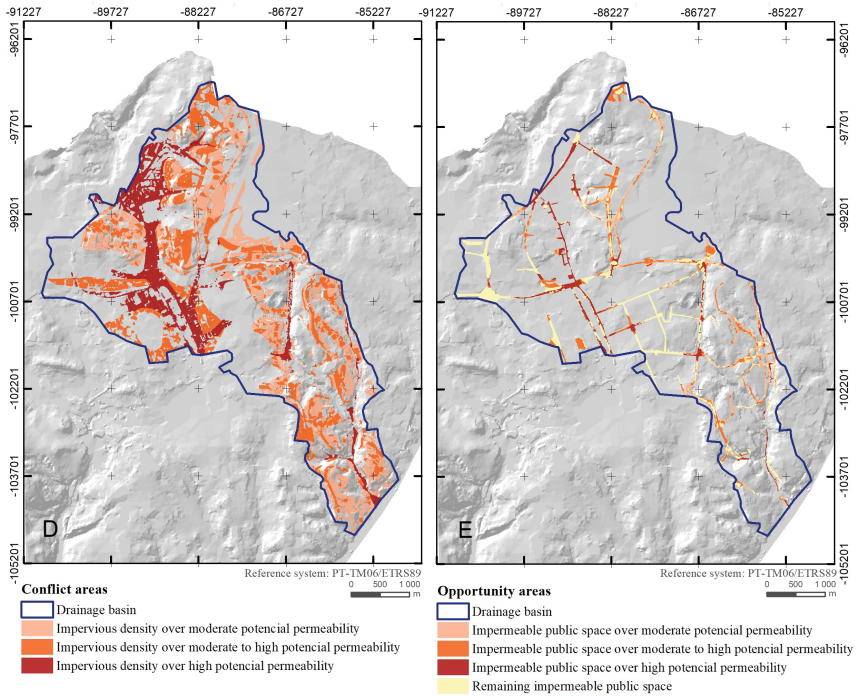 -91227 -89727 -88227 -86727 -85227
-96201
-97701
-99201
-100701
-102201
-103701
-105201
D
Reference system: PT-TM06/ETRS89
Conflict areas
0 500 1 000
m
Drainage basin
Impervious density over moderate potencial permeability
Impervious density over moderate to high potencial permeability
Impervious density over high potencial permeability
-91227 -89727 -88227 -86727 -85227
-96201
-97701
-99201
-100701
-102201
-103701
-105201
E
Reference system: PT-TM06/ETRS89
Opportunity areas
0 500 1 000
m
Drainage basin
Impermeable public space over moderate potencial permeability
Impermeable public space over moderate to high potencial permeability
Impermeable public space over high potencial permeability
Remaining impermeable public space